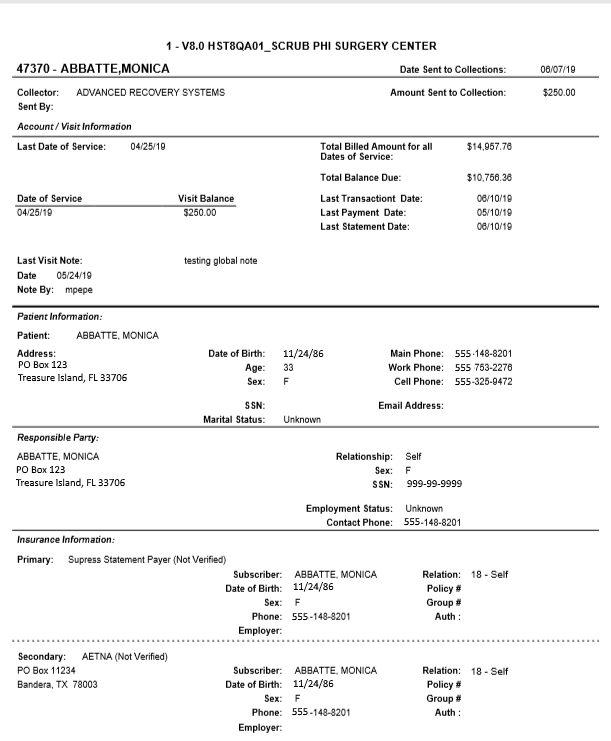 1 - V8.0 HST8QA01_SCRUB PHI SURGERY CENTER
47370 - ABBATTE,MONICA Date Sent to Collections: 06/07/19
Collector: ADVANCED RECOVERY SYSTEMS Amount Sent to Collection: $250.00
Sent By:
Account / Visit Information
Last Date of Service: 04/25/19 Total Billed Amount for all $14,957.76
Dates of Service:
Total Balance Due: $10,756.36
Date of Service Visit Balance Last Transactiont Date: 06/10/19
04/25/19 $250.00 Last Payment Date: 05/10/19
Last Statement Date: 06/10/19
Last Visit Note: testing global note
Date 05/24/19
Note By: mpepe
Patient Information:
Patient: ABBATTE, MONICA
Address: Date of Birth: 11/24/86 Main Phone: 555-148-8201
PO Box 123 Age: 33 Work Phone: 555 753-2276
Treasure Island, FL 33706 Sex: F Cell Phone: 555-325-9472
SSN: Email Address:
Marital Status: Unknown
Responsible Party:
ABBATTE, MONICA Relationship: Self
PO Box 123 Sex: F
Treasure Island, FL 33706 SSN: 999-99-9999
Employment Status: Unknown
Contact Phone: 555-148-8201
Insurance Information:
Primary: Supress Statement Payer (Not Verified)
Subscriber: ABBATTE, MONICA Relation: 18 - Self
Date of Birth: 11/24/86 Policy #
Sex: F Group #
Phone: 555-148-8201 Auth :
Employer:
Secondary: AETNA (Not Verified)
PO Box 11234 Subscriber: ABBATTE, MONICA Relation: 18 - Self
Bandera, TX 78003 Date of Birth: 11/24/86 Policy #
Sex: F Group #
Phone: 555-148-8201 Auth :
Employer: